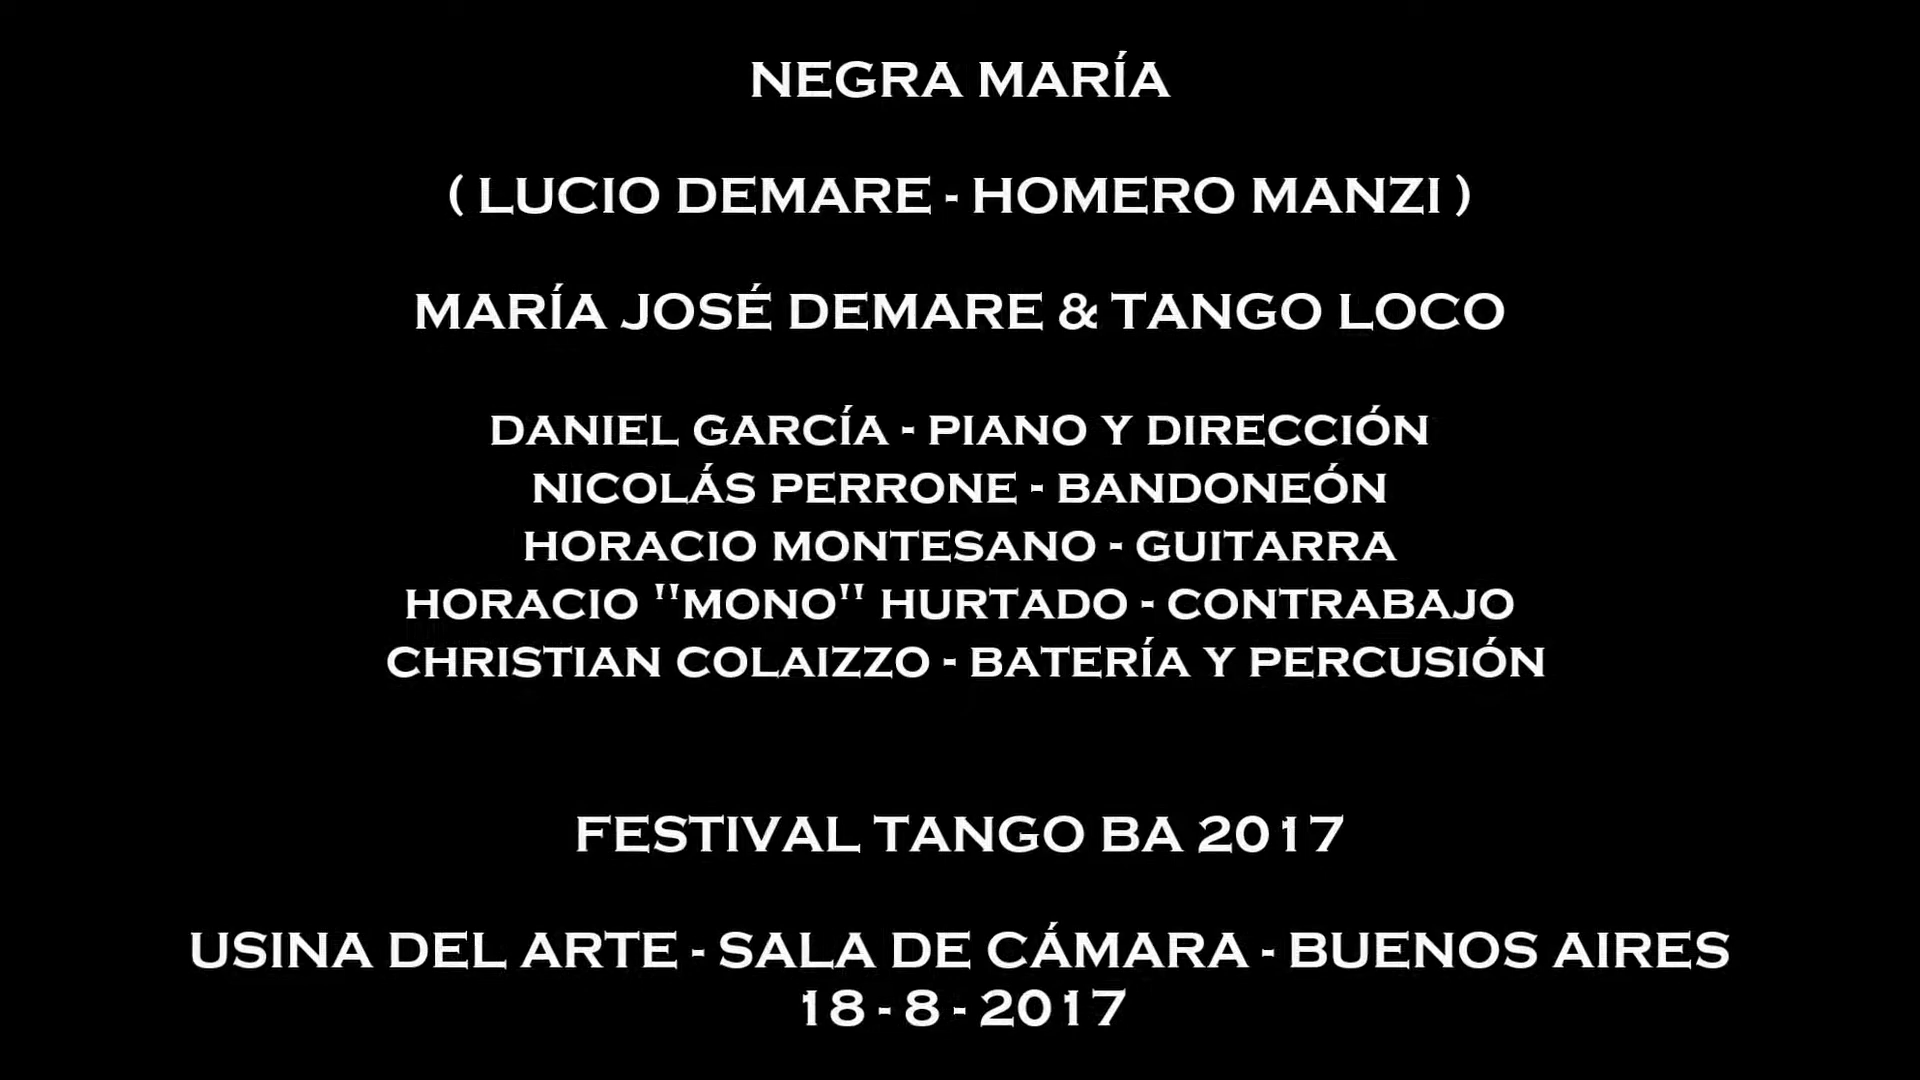 NEGRA MARÍA
( LUCIO DEMARE - HOMERO MANZI )
MARÍA JOSÉ DEMARE & TANGO LOCO
DANIEL GARCÍA - PIANO Y DIRECCIÓN
NICOLÁS PERRONE - BANDONEÓN
HORACIO MONTESANO - GUITARRA
HORACIO "MONO" HURTADO - CONTRABAJO
CHRISTIAN COLAIZZO - BATERÍA Y PERCUSIÓN
FESTIVAL TANGO BA 2017
USINA DEL ARTE - SALA DE CÁMARA - BUENOS AIRES
18 - 8 - 2017